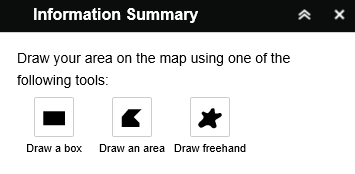 Information Summary
Draw your area on the map using one of the
following tools:
Draw a box Draw an area Draw freehand